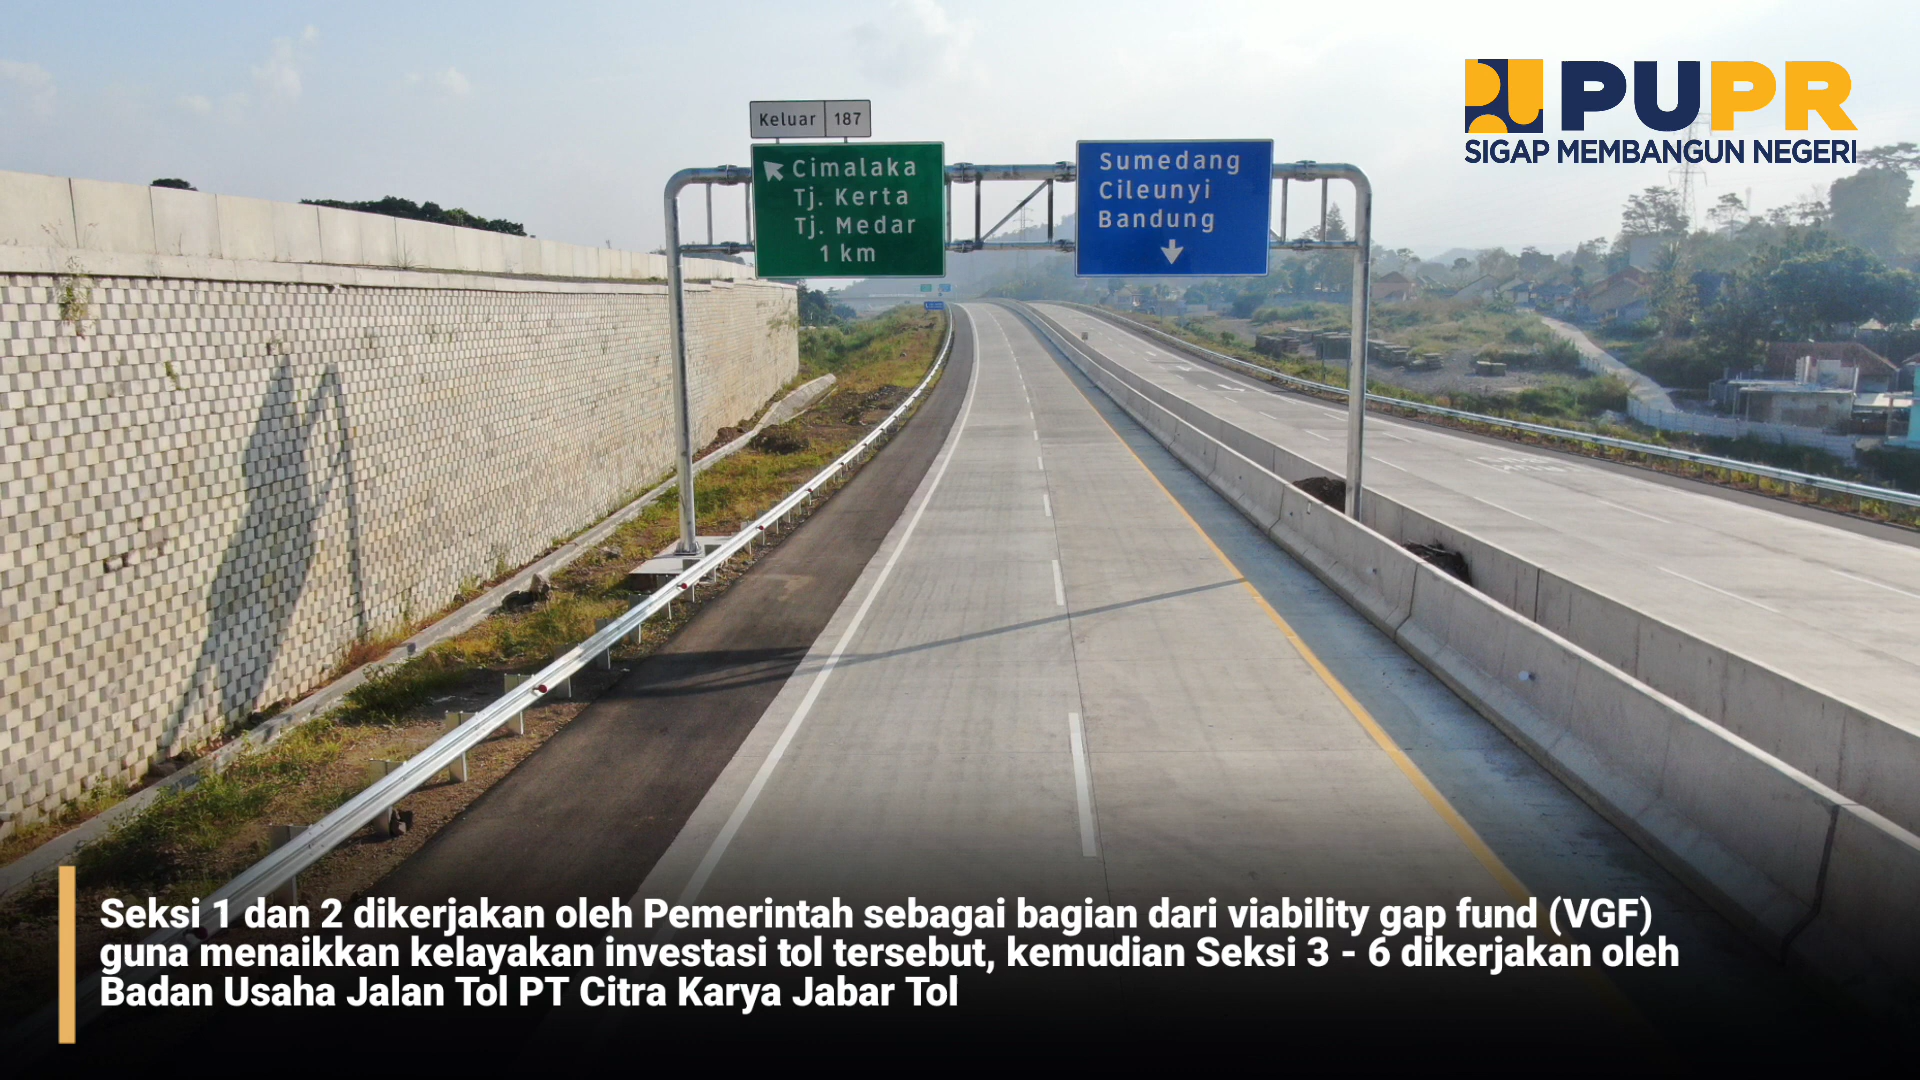 PUPR
SIGAP MEMBANGUN NEGERI
Keluar 187
Cimalaka
Tj. Kerta
Tj. Medar
1 km
Sumedang
Cileunyi
Bandung
Seksi 1 dan 2 dikerjakan oleh Pemerintah sebagai bagian dari viability gap fund (VGF)
guna menaikkan kelayakan investasi tol tersebut, kemudian Seksi 3 - 6 dikerjakan oleh
Badan Usaha Jalan Tol PT Citra Karya Jabar Tol